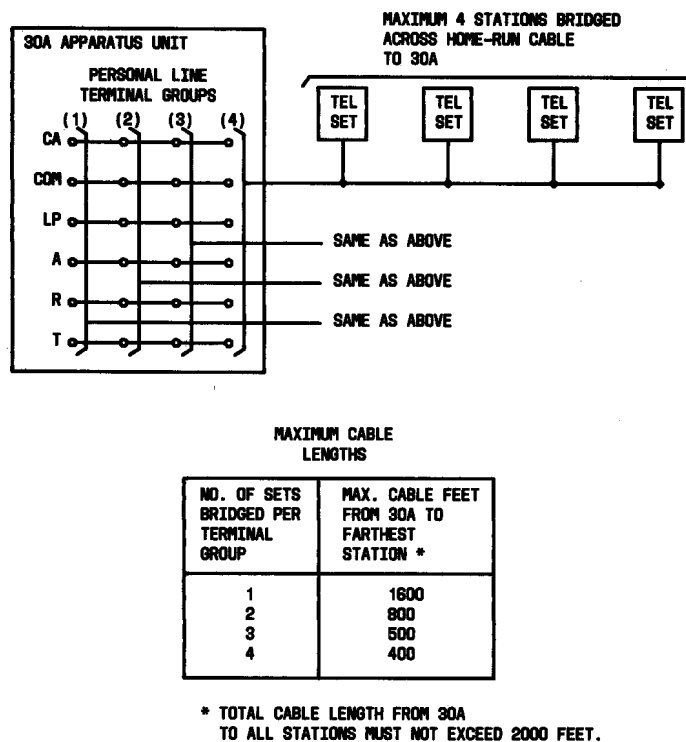 MAXIMUM 4 STATIONS BRIDGED
ACROSS HOME-RUN CABLE
TO 30A
30A APPARATUS UNIT
PERSONAL LINE
TERMINAL GROUPS
(1) (2) (3) (4)
CA
COM
LP
A
R
T
TEL
SET
TEL
SET
TEL
SET
TEL
SET
SAME AS ABOVE
SAME AS ABOVE
SAME AS ABOVE
MAXIMUM CABLE
LENGTHS
NO. OF SETS
BRIDGED PER
TERMINAL
GROUP
MAX. CABLE FEET
FROM 30A TO
FARTHEST
STATION *
1 1600
2 800
3 500
4 400
* TOTAL CABLE LENGTH FROM 30A
TO ALL STATIONS MUST NOT EXCEED 2000 FEET.